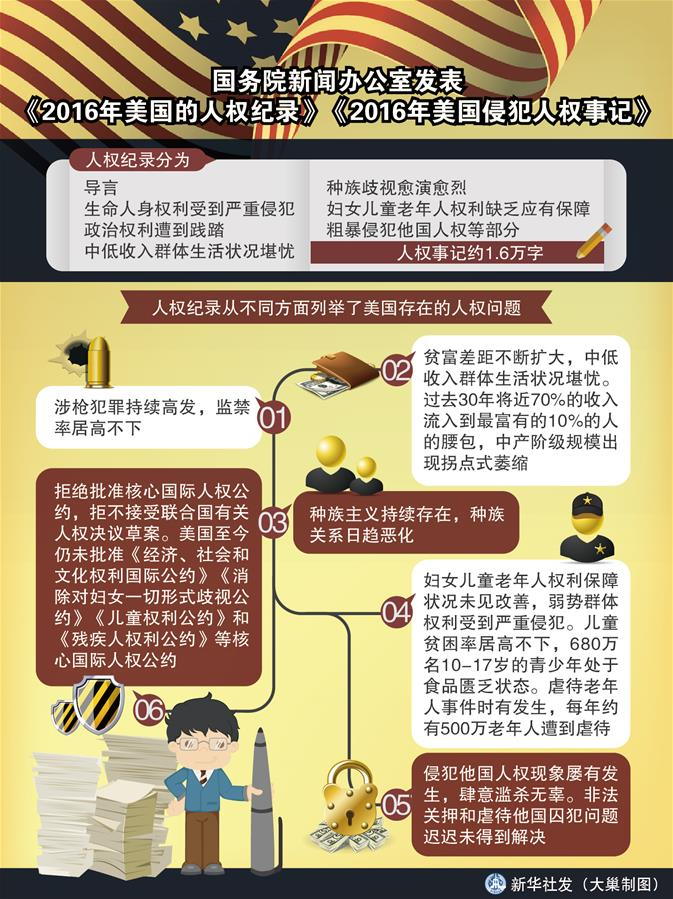 国务院新闻办公室发表
《2016年美国的人权纪录》《2016年美国侵犯人权事记》
人权纪录分为
导言
生命人身权利受到严重侵犯
政治权利遭到践踏
中低收入群体生活状况堪忧
种族歧视愈演愈烈
妇女儿童老年人权利缺乏应有保障
粗暴侵犯他国人权等部分
人权事记约1.6万字
人权纪录从不同方面列举了美国存在的人权问题
涉枪犯罪持续高发，监禁
率居高不下
01
02
贫富差距不断扩大，中低
收入群体生活状况堪忧。
过去30年将近70%的收入
流入到最富有的10%的人
的腰包，中产阶级规模出
现拐点式萎缩
03
种族主义持续存在，种族
关系日趋恶化
04
妇女儿童老年人权利保障
状况未见改善，弱势群体
权利受到严重侵犯。儿童
贫困率居高不下，680万
名10-17岁的青少年处于
食品匮乏状态。虐待老年
人事件时有发生，每年约
有500万老年人遭到虐待
05
侵犯他国人权现象屡有发
生，肆意滥杀无辜。非法
关押和虐待他国囚犯问题
迟迟未得到解决
拒绝批准核心国际人权公
约，拒不接受联合国有关
人权决议草案。美国至今
仍未批准《经济、社会和
文化权利国际公约》《消
除对妇女一切形式歧视公
约》《儿童权利公约》和
《残疾人权利公约》等核
心国际人权公约
06
新华社发（大巢制图）